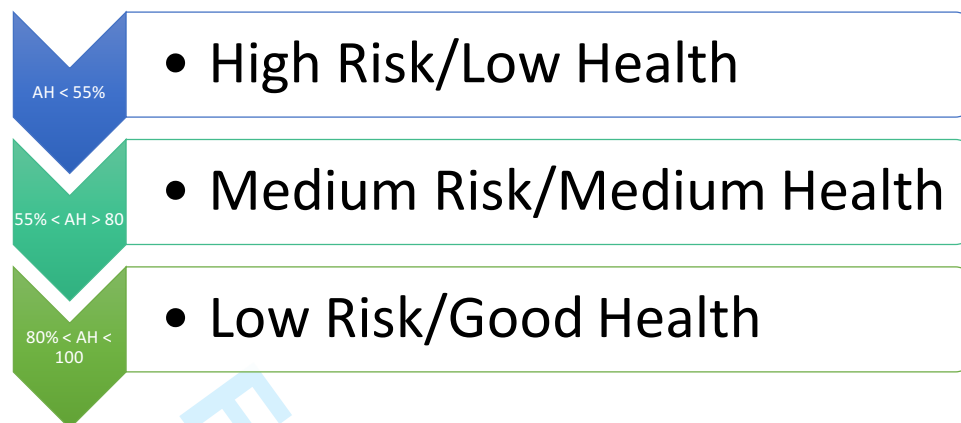 AH < 55%
• High Risk/Low Health
55% < AH > 80
• Medium Risk/Medium Health
80% < AH <
100
• Low Risk/Good Health